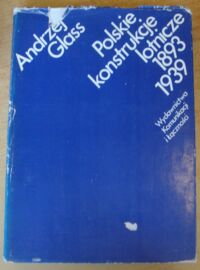 Andrzej
Glass
Polskie
konstrukcje
lotnicze
1893
1939
Wydawnictwa
Komunikacji
i Łączności